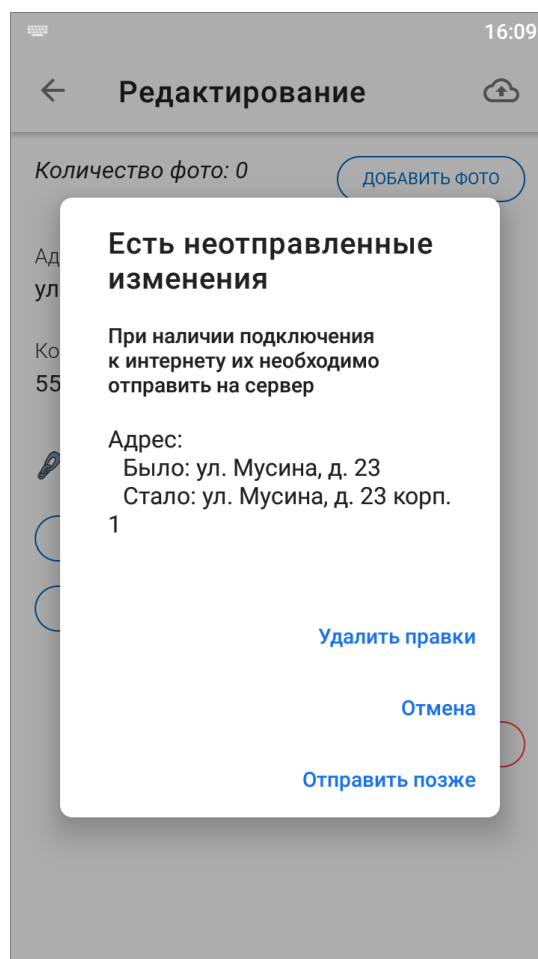 16:09
Редактирование
Количество фото: 0
ДОБАВИТЬ ФОТО
Ад
ул
Ко
55
Есть неотправленные
изменения
При наличии подключения
к интернету их необходимо
отправить на сервер
Адрес:
Было: ул. Мусина, д. 23
Стало: ул. Мусина, д. 23 корп.
1
Удалить правки
Отмена
Отправить позже